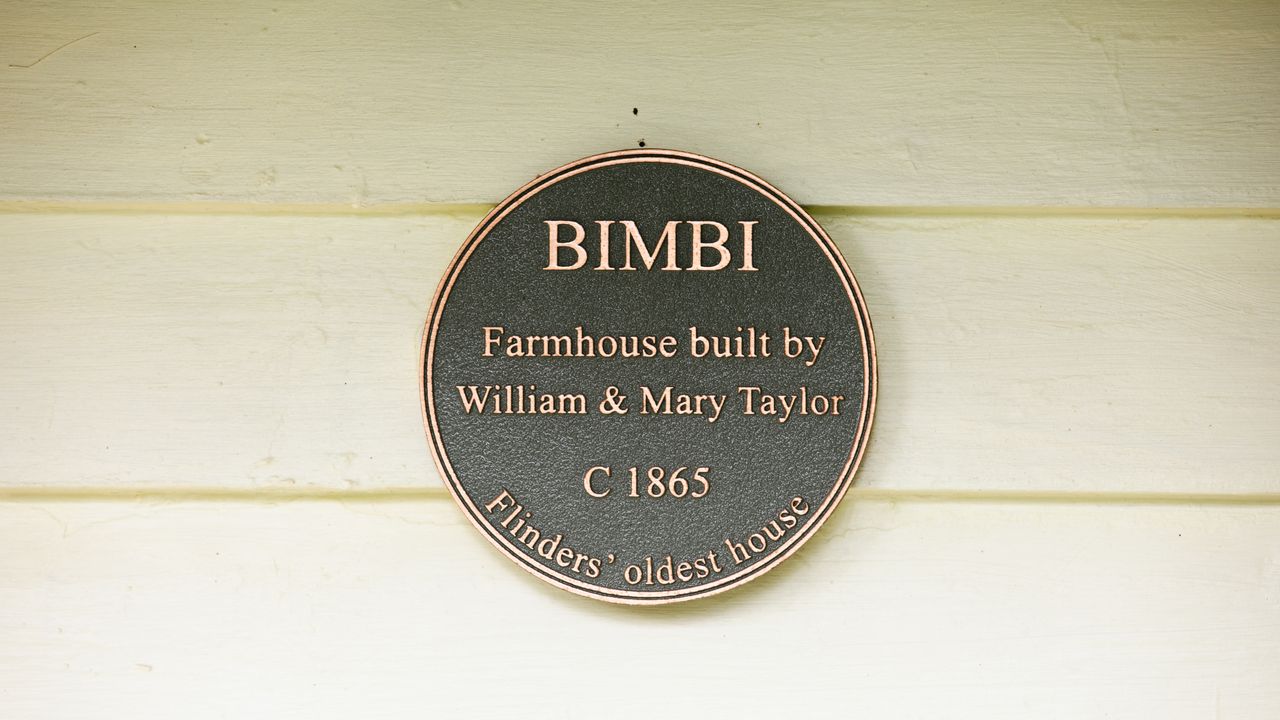 BIMBI
Farmhouse built by
William & Mary Taylor
C 1865
Flinders’ oldest house